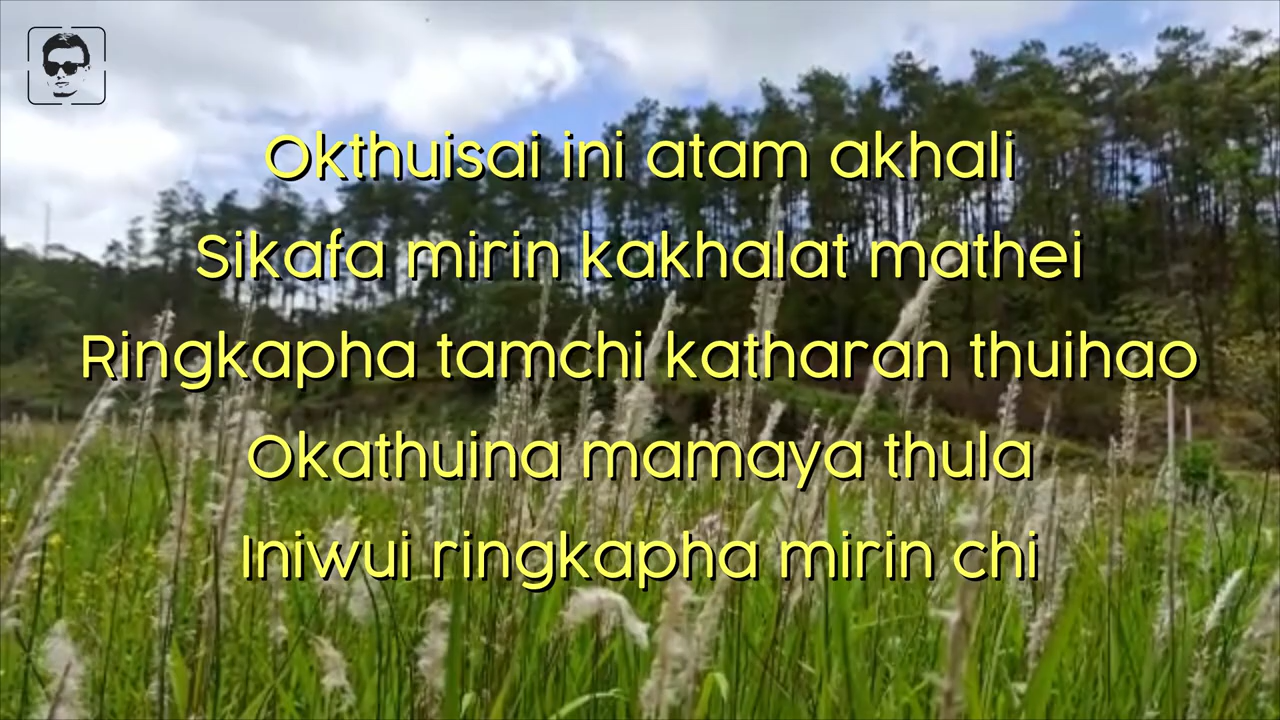 Okthuisai ini atam akhali
Sikafa mirin kakhalat mathei
Ringkapha tamchi katharan thuihao
Okathuina mamaya thula
Iniwui ringkapha mirin chi